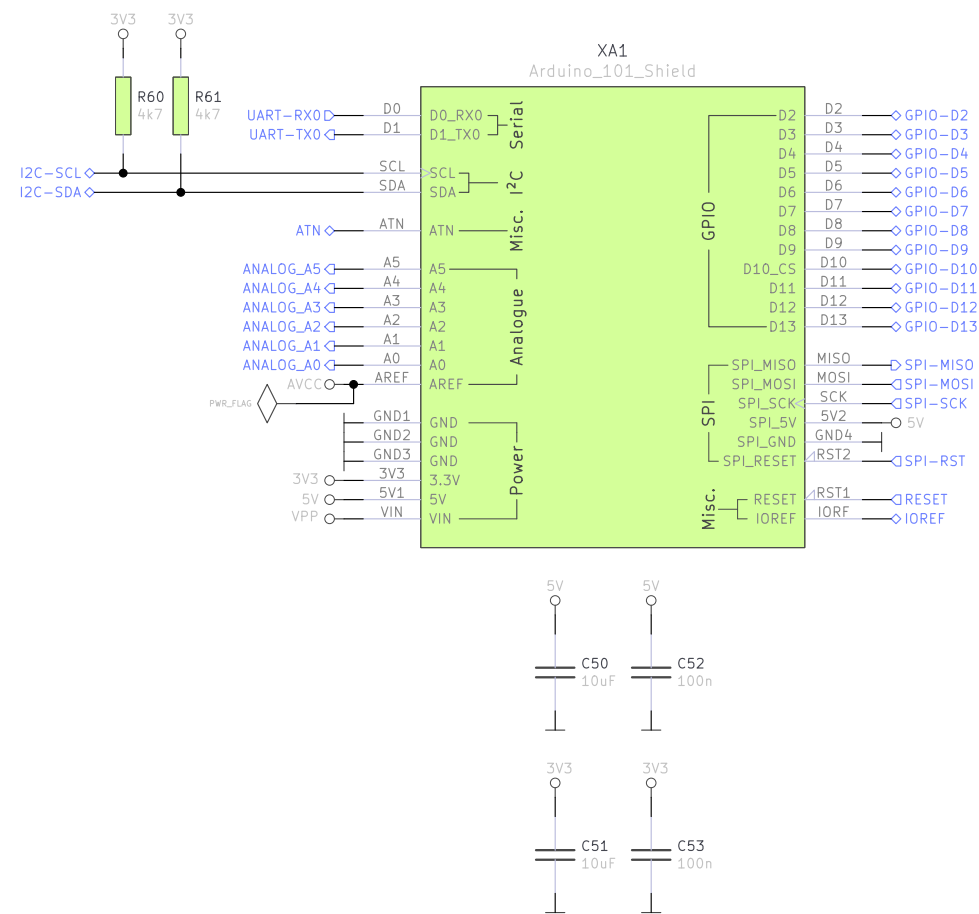 3V3 3V3
XA1
Arduino_101_Shield
R60 R61
4k7 4k7
UART-RX0 D0 D0_RX0 D2 D2 GPIO-D2
UART-TX0 D1 D1_TX0 D3 D3 GPIO-D3
Serial
D4 D4 GPIO-D4
I2C-SCL SCL SCL D5 D5 GPIO-D5
I2C-SDA SDA SDA D6 D6 GPIO-D6
I²C
D7 D7 GPIO-D7
ATN ATN ATN D8 D8 GPIO-D8
Misc.
GPIO
D9 D9 GPIO-D9
ANALOG_A5 A5 A5 D10_CS D10 GPIO-D10
ANALOG_A4 A4 A4 D11 D11 GPIO-D11
ANALOG_A3 A3 A3 D12 D12 GPIO-D12
ANALOG_A2 A2 A2 D13 D13 GPIO-D13
Analogue
ANALOG_A1 A1 A1
ANALOG_A0 A0 A0 SPI_MISO MISO SPI-MISO
AVCC AREF AREF SPI_MOSI MOSI SPI-MOSI
PWR_FLAG SPI_SCK SCK SPI-SCK
SPI
GND1 GND SPI_5V 5V2 5V
GND2 GND SPI_GND GND4
GND3 GND SPI_RESET RST2 SPI-RST
Power
3V3 3V3 3.3V
5V 5V1 5V RESET RST1 RESET
VPP VIN VIN IOREF IORF IOREF
Misc.
5V 5V
C50 C52
10uF 100n
3V3 3V3
C51 C53
10uF 100n